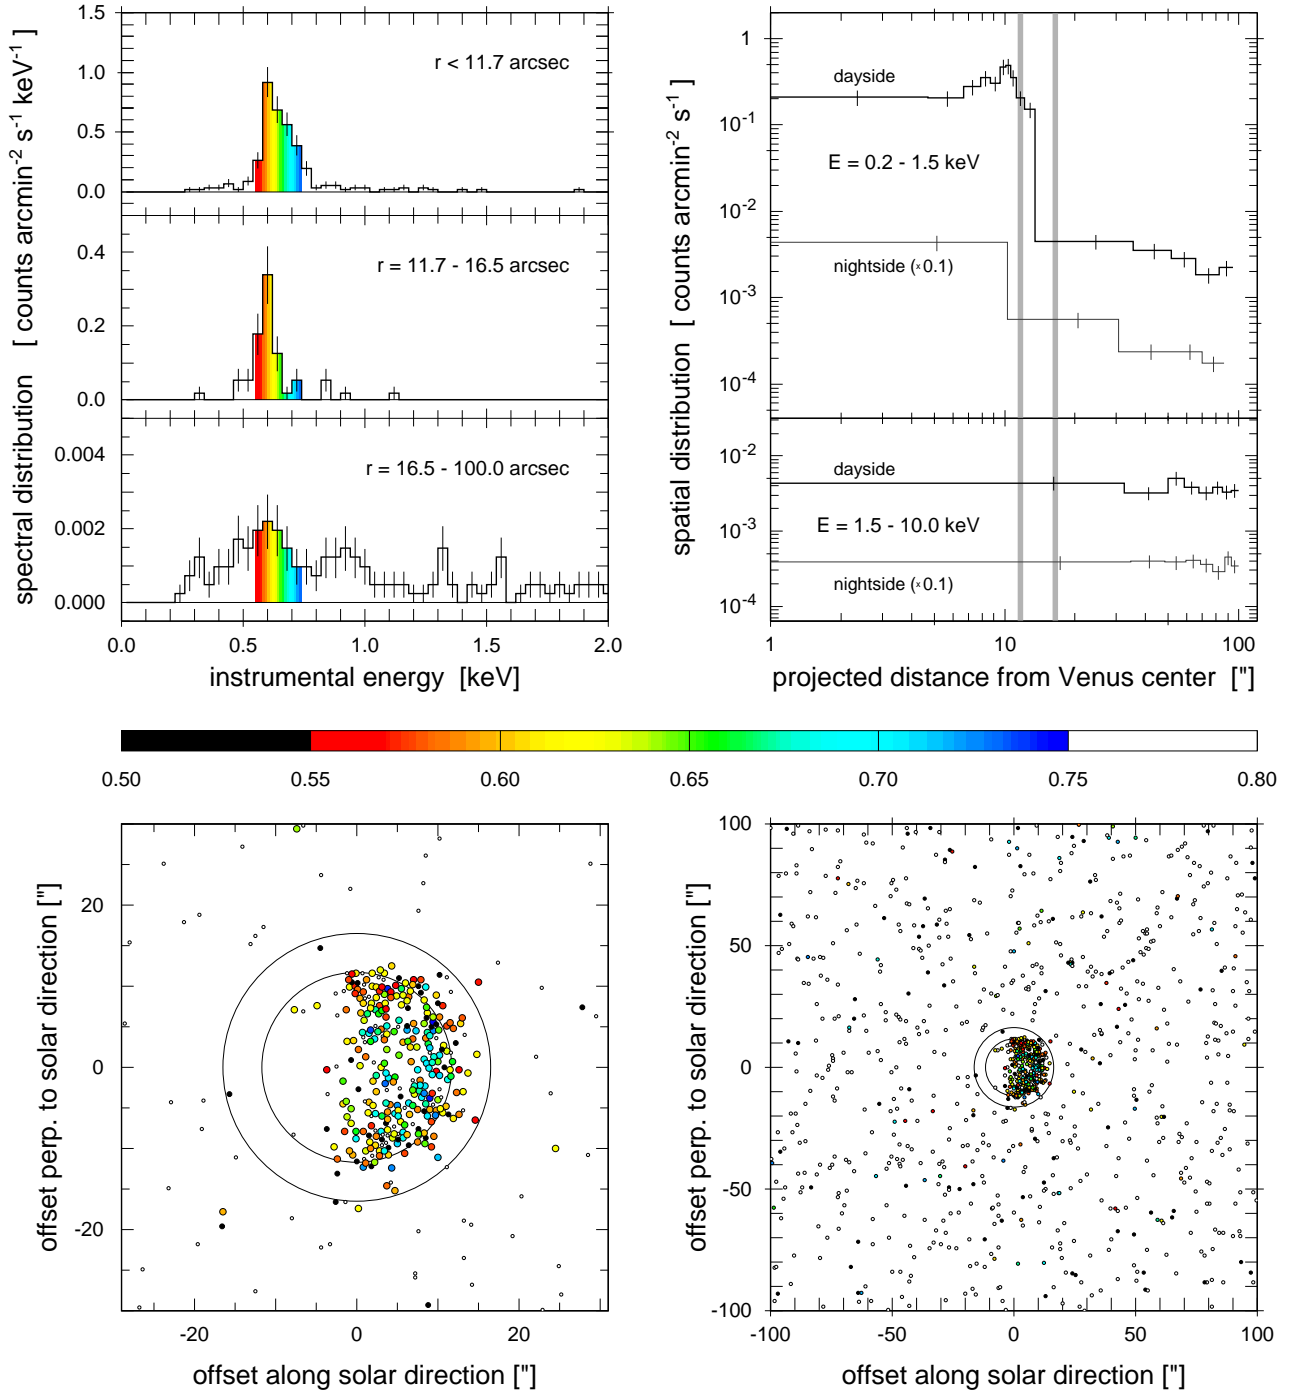 spectral distribution [ counts arcmin⁻² s⁻¹ keV⁻¹ ]
1.5
1.0
0.5
0.0
r < 11.7 arcsec
0.4
0.2
0.0
r = 11.7 - 16.5 arcsec
0.004
0.002
0.000
r = 16.5 - 100.0 arcsec
0.0 0.5 1.0 1.5 2.0
instrumental energy [keV]
spatial distribution [ counts arcmin⁻² s⁻¹ ]
1
10⁻¹
10⁻²
10⁻³
10⁻⁴
dayside
E = 0.2 - 1.5 keV
nightside (×0.1)
10⁻²
10⁻³
10⁻⁴
dayside
E = 1.5 - 10.0 keV
nightside (×0.1)
1 10 100
projected distance from Venus center ["]
0.50 0.55 0.60 0.65 0.70 0.75 0.80
offset perp. to solar direction ["]
20
0
-20
-20 0 20
offset along solar direction ["]
offset perp. to solar direction ["]
100
50
0
-50
-100
-100 -50 0 50 100
offset along solar direction ["]